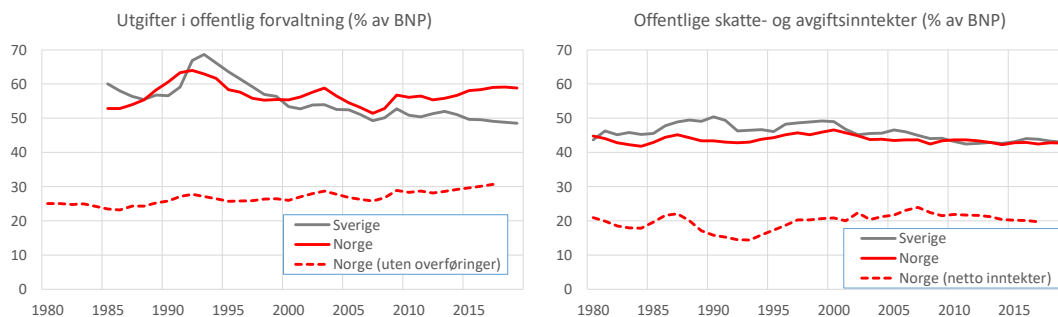 Utgifter i offentlig forvaltning (% av BNP)
70
60
50
40
30
20
10
0
1980 1985 1990 1995 2000 2005 2010 2015
Sverige
Norge
Norge (uten overføringer)
Offentlige skatte- og avgiftsinntekter (% av BNP)
70
60
50
40
30
20
10
0
1980 1985 1990 1995 2000 2005 2010 2015
Sverige
Norge
Norge (netto inntekter)